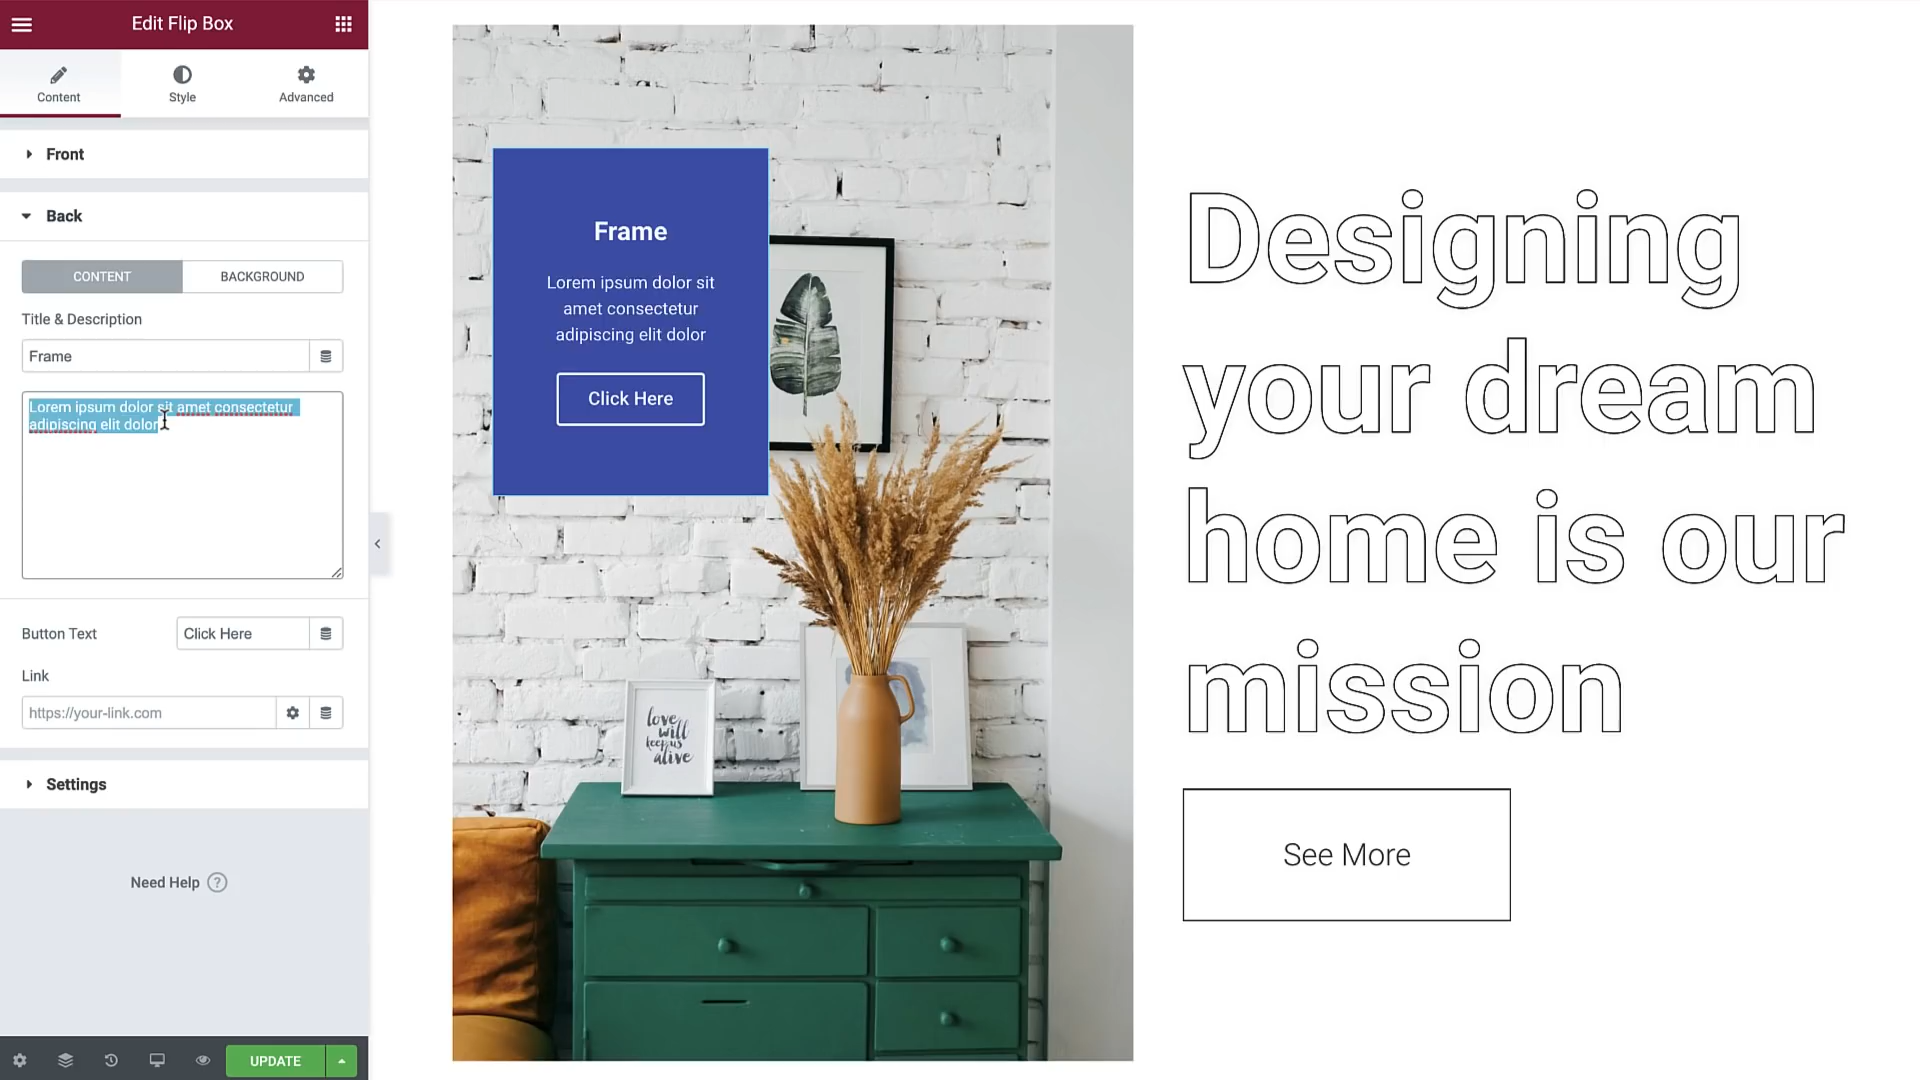 Edit Flip Box
Content
Style
Advanced
Front
Back
CONTENT
BACKGROUND
Title & Description
Frame
Lorem ipsum dolor sit amet consectetur
adipiscing elit dolor
Button Text
Click Here
Link
https://your-link.com
Settings
Need Help ?
UPDATE
Frame
Lorem ipsum dolor sit
amet consectetur
adipiscing elit dolor
Click Here
love
will
keep us
alive
Designing
your dream
home is our
mission
See More